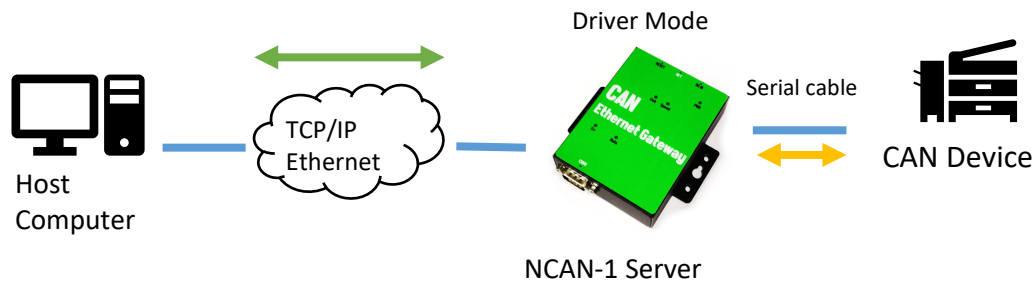 Driver Mode
TCP/IP
Ethernet
CAN
Ethernet Gateway
Serial cable
Host
Computer
CAN Device
NCAN-1 Server